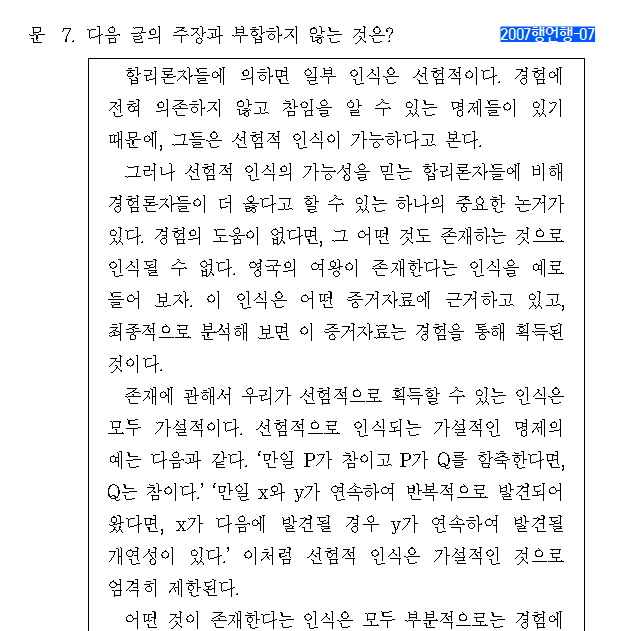 문 7. 다음 글의 주장과 부합하지 않는 것은? 2007행언행-07
합리론자들에 의하면 일부 인식은 선험적이다. 경험에
전혀 의존하지 않고 참임을 알 수 있는 명제들이 있기
때문에, 그들은 선험적 인식이 가능하다고 본다.
그러나 선험적 인식의 가능성을 믿는 합리론자들에 비해
경험론자들이 더 옳다고 할 수 있는 하나의 중요한 논거가
있다. 경험의 도움이 없다면, 그 어떤 것도 존재하는 것으로
인식될 수 없다. 영국의 여왕이 존재한다는 인식을 예로
들어 보자. 이 인식은 어떤 증거자료에 근거하고 있고,
최종적으로 분석해 보면 이 증거자료는 경험을 통해 획득된
것이다.
존재에 관해서 우리가 선험적으로 획득할 수 있는 인식은
모두 가설적이다. 선험적으로 인식되는 가설적인 명제의
예는 다음과 같다. ‘만일 P가 참이고 P가 Q를 함축한다면,
Q는 참이다.’ ‘만일 x와 y가 연속하여 반복적으로 발견되어
왔다면, x가 다음에 발견될 경우 y가 연속하여 발견될
개연성이 있다.’ 이처럼 선험적 인식은 가설적인 것으로
엄격히 제한된다.
어떤 것이 존재한다는 인식은 모두 부분적으로는 경험에